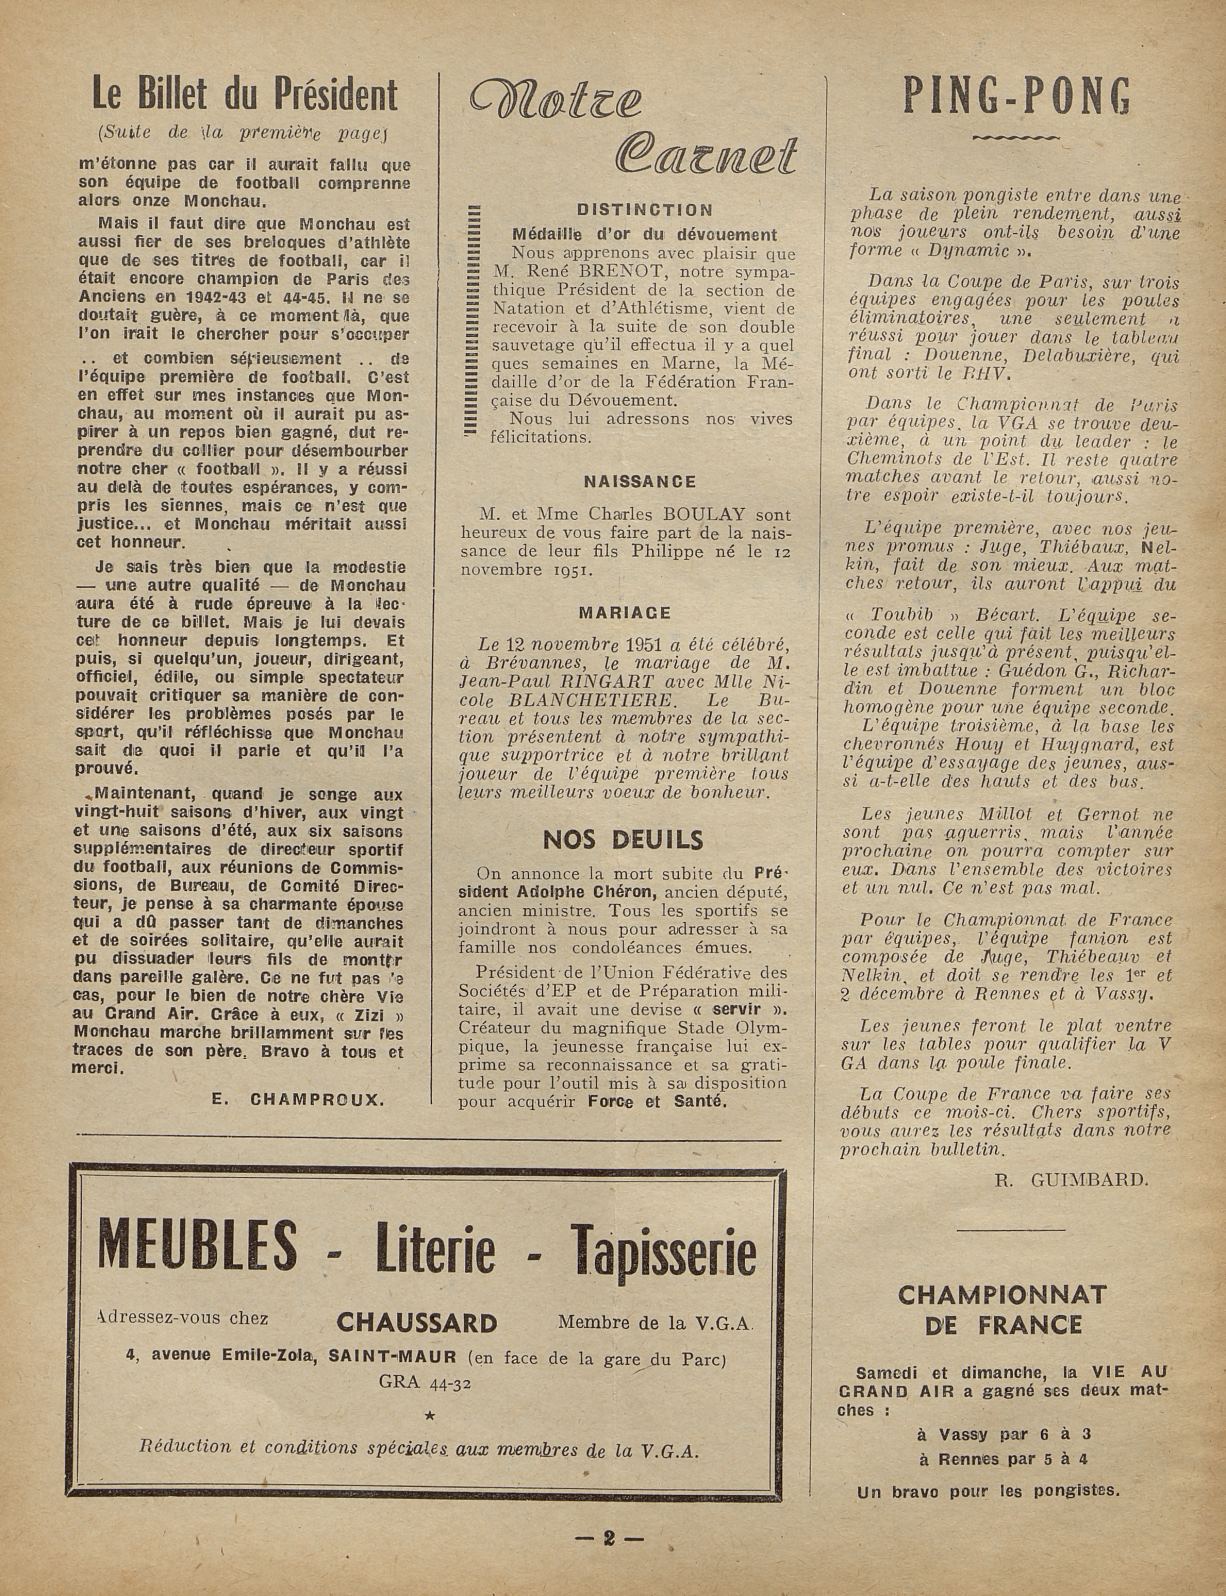 Le Billet du Président
(Suite de la première page)
m'étonne pas car il aurait fallu que
son équipe de football comprenne
alors onze Monchau.
Mais il faut dire que Monchau est
aussi fier de ses breloques d'athlète
que de ses titres de football, car il
était encore champion de Paris des
Anciens en 1942-43 et 44-45. Il ne se
doutait guère, à ce moment là, que
l'on irait le chercher pour s'occuper
.. et combien sérieusement .. de
l'équipe première de football. C'est
en effet sur mes instances que Mon-
chau, au moment où il aurait pu as-
pirer à un repos bien gagné, dut re-
prendre du collier pour désembourber
notre cher « football ». Il y a réussi
au delà de toutes espérances, y com-
pris les siennes, mais ce n'est que
justice... et Monchau méritait aussi
cet honneur.
Je sais très bien que la modestie
— une autre qualité — de Monchau
aura été à rude épreuve à la lec-
ture de ce billet. Mais je lui devais
cet honneur depuis longtemps. Et
puis, si quelqu'un, joueur, dirigeant,
officiel, édile, ou simple spectateur
pouvait critiquer sa manière de con-
sidérer les problèmes posés par le
sport, qu'il réfléchisse que Monchau
sait de quoi il parle et qu'il l'a
prouvé.
Maintenant, quand je songe aux
vingt-huit saisons d'hiver, aux vingt
et une saisons d'été, aux six saisons
supplémentaires de directeur sportif
du football, aux réunions de Commis-
sions, de Bureau, de Comité Direc-
teur, je pense à sa charmante épouse
qui a dû passer tant de dimanches
et de soirées solitaire, qu'elle aurait
pu dissuader leurs fils de monter
dans pareille galère. Ce ne fut pas le
cas, pour le bien de notre chère Vie
au Grand Air. Grâce à eux, « Zizi »
Monchau marche brillamment sur les
traces de son père. Bravo à tous et
merci.
E. CHAMPROUX.
Notre
Carnet
DISTINCTION
Médaille d'or du dévouement
Nous apprenons avec plaisir que
M. René BRENOT, notre sympa-
thique Président de la section de
Natation et d'Athlétisme, vient de
recevoir à la suite de son double
sauvetage qu'il effectua il y a quel
ques semaines en Marne, la Mé-
daille d'or de la Fédération Fran-
çaise du Dévouement.
Nous lui adressons nos vives
félicitations.
NAISSANCE
M. et Mme Charles BOULAY sont
heureux de vous faire part de la nais-
sance de leur fils Philippe né le 12
novembre 1951.
MARIAGE
Le 12 novembre 1951 a été célébré,
à Brévannes, le mariage de M.
Jean-Paul RINGART avec Mlle Ni-
cole BLANCHETIERE. Le Bu-
reau et tous les membres de la sec-
tion présentent à notre sympathi-
que supportrice et à notre brillant
joueur de l'équipe première tous
leurs meilleurs voeux de bonheur.
NOS DEUILS
On annonce la mort subite du Pré-
sident Adolphe Chéron, ancien député,
ancien ministre. Tous les sportifs se
joindront à nous pour adresser à sa
famille nos condoléances émues.
Président de l'Union Fédérative des
Sociétés d'EP et de Préparation mili-
taire, il avait une devise « servir ».
Créateur du magnifique Stade Olym-
pique, la jeunesse française lui ex-
prime sa reconnaissance et sa grati-
tude pour l'outil mis à sa disposition
pour acquérir Force et Santé.
PING-PONG
La saison pongiste entre dans une
phase de plein rendement, aussi
nos joueurs ont-ils besoin d'une
forme « Dynamic ».
Dans la Coupe de Paris, sur trois
équipes engagées pour les poules
éliminatoires, une seulement a
réussi pour jouer dans le tableau
final : Douenne, Delabuxière, qui
ont sorti le RHV.
Dans le Championnat de Paris
par équipes, la VGA se trouve deu-
xième, à un point du leader : le
Cheminots de l'Est. Il reste quatre
matches avant le retour, aussi no-
tre espoir existe-t-il toujours.
L'équipe première, avec nos jeu-
nes promus : Juge, Thiébaux, Nel-
kin, fait de son mieux. Aux mat-
ches retour, ils auront l'appui du
« Toubib » Bécart. L'équipe se-
conde est celle qui fait les meilleurs
résultats jusqu'à présent, puisqu'el-
le est imbattue : Guédon G., Richar-
din et Douenne forment un bloc
homogène pour une équipe seconde.
L'équipe troisième, à la base les
chevronnés Houy et Huygnard, est
l'équipe d'essayage des jeunes, aus-
si a-t-elle des hauts et des bas.
Les jeunes Millot et Gernot ne
sont pas aguerris, mais l'année
prochaine on pourra compter sur
eux. Dans l'ensemble des victoires
et un nul. Ce n'est pas mal.
Pour le Championnat de France
par équipes, l'équipe fanion est
composée de Juge, Thiébeauv et
Nelkin, et doit se rendre les 1er et
2 décembre à Rennes et à Vassy.
Les jeunes feront le plat ventre
sur les tables pour qualifier la V
GA dans la poule finale.
La Coupe de France va faire ses
débuts ce mois-ci. Chers sportifs,
vous aurez les résultats dans notre
prochain bulletin.
R. GUIMBARD.
CHAMPIONNAT
DE FRANCE
Samedi et dimanche, la VIE AU
GRAND AIR a gagné ses deux mat-
ches :
à Vassy par 6 à 3
à Rennes par 5 à 4
Un bravo pour les pongistes.
MEUBLES - Literie - Tapisserie
Adressez-vous chez CHAUSSARD Membre de la V.G.A.
4, avenue Emile-Zola, SAINT-MAUR (en face de la gare du Parc)
GRA 44-32
★
Réduction et conditions spéciales aux membres de la V.G.A.
— 2 —